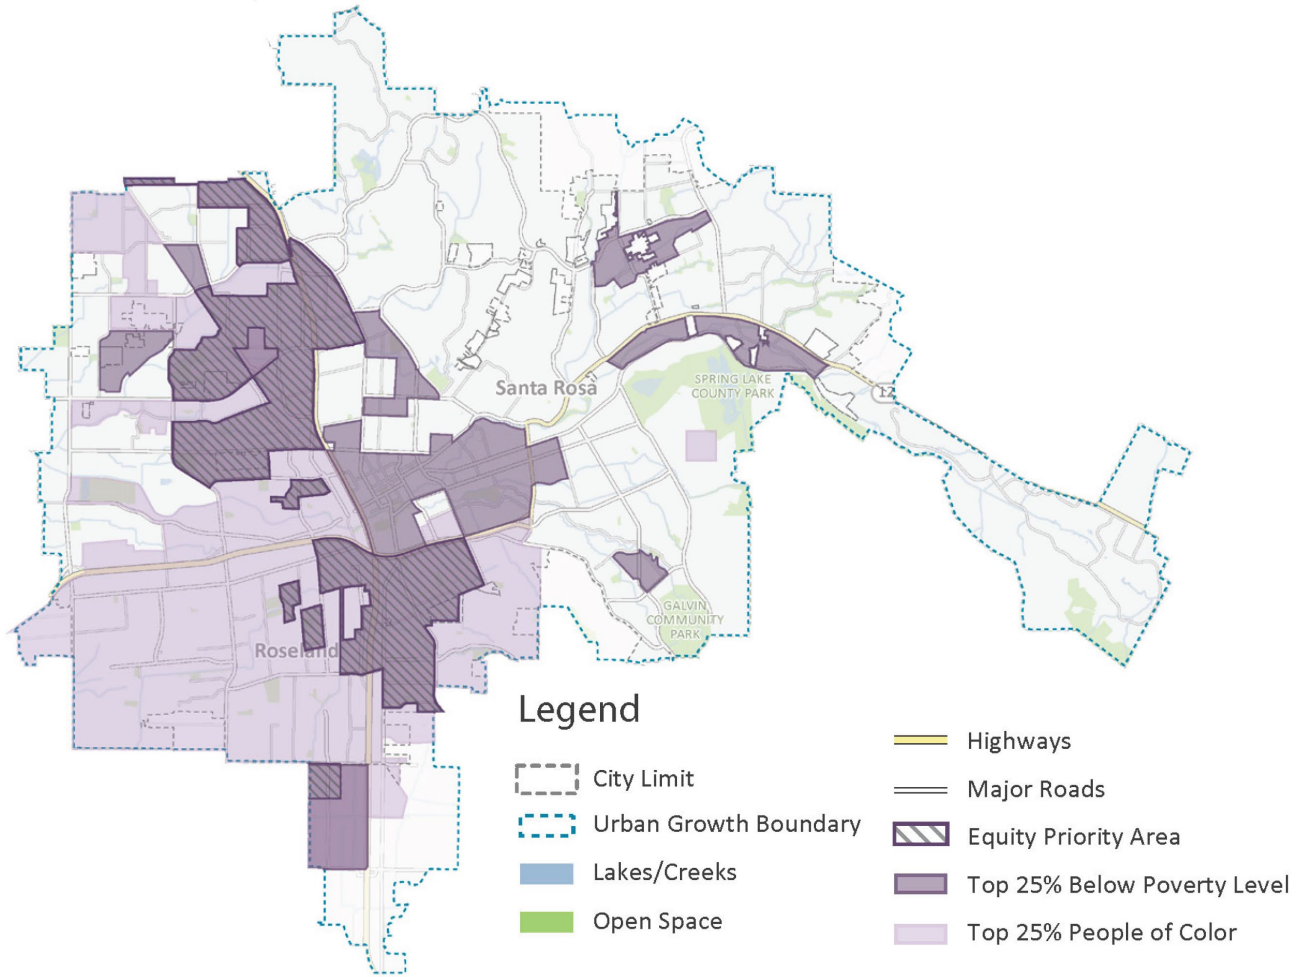 Santa Rosa
SPRING LAKE
COUNTY PARK
12
GALVIN
COMMUNITY
PARK
Roseland
Legend
City Limit
Urban Growth Boundary
Lakes/Creeks
Open Space
Highways
Major Roads
Equity Priority Area
Top 25% Below Poverty Level
Top 25% People of Color